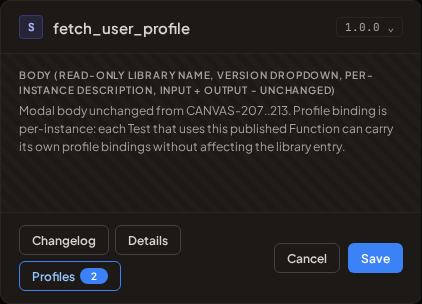 S fetch_user_profile 1.0.0
BODY (READ-ONLY LIBRARY NAME, VERSION DROPDOWN, PER-
INSTANCE DESCRIPTION, INPUT + OUTPUT - UNCHANGED)
Modal body unchanged from CANVAS-207..213. Profile binding is
per-instance: each Test that uses this published Function can carry
its own profile bindings without affecting the library entry.
Changelog Details
Profiles 2
Cancel Save